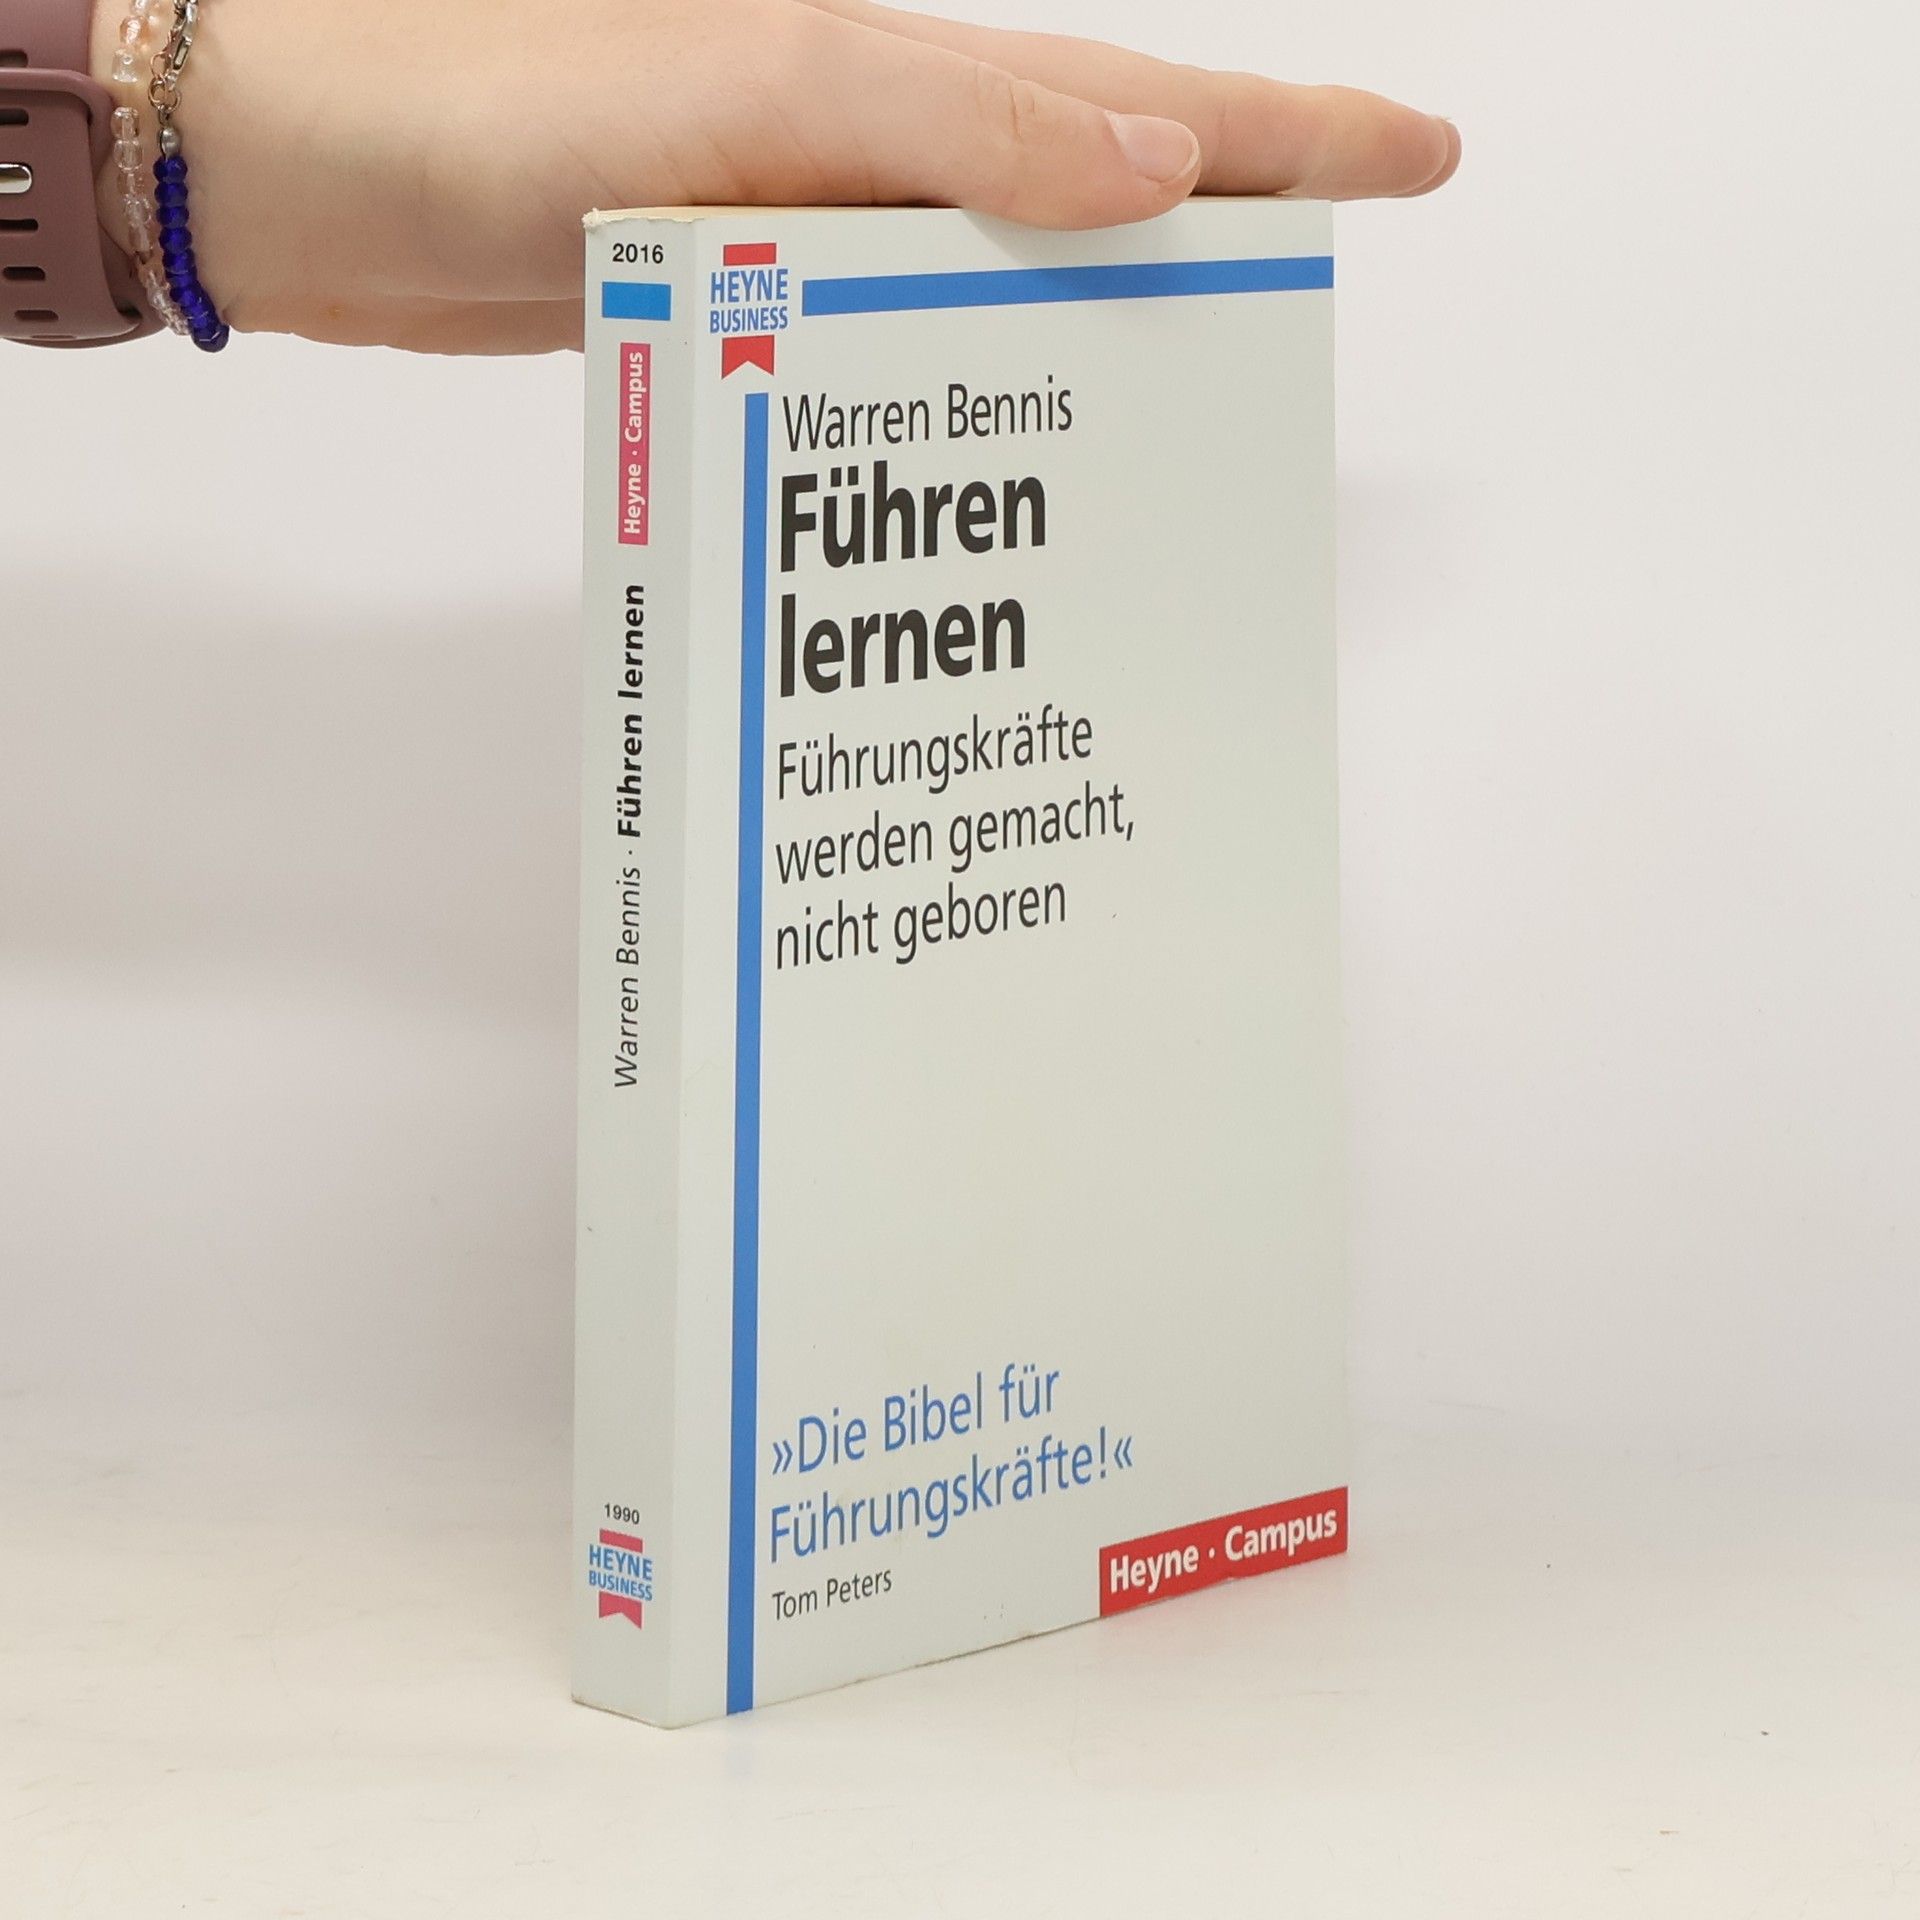 2016
Heyne · Campus
Warren Bennis · Führen lernen
1990
HEYNE
BUSINESS
HEYNE
BUSINESS
Warren Bennis
Führen
lernen
Führungskräfte
werden gemacht,
nicht geboren
»Die Bibel für
Führungskräfte!«
Tom Peters
Heyne · Campus